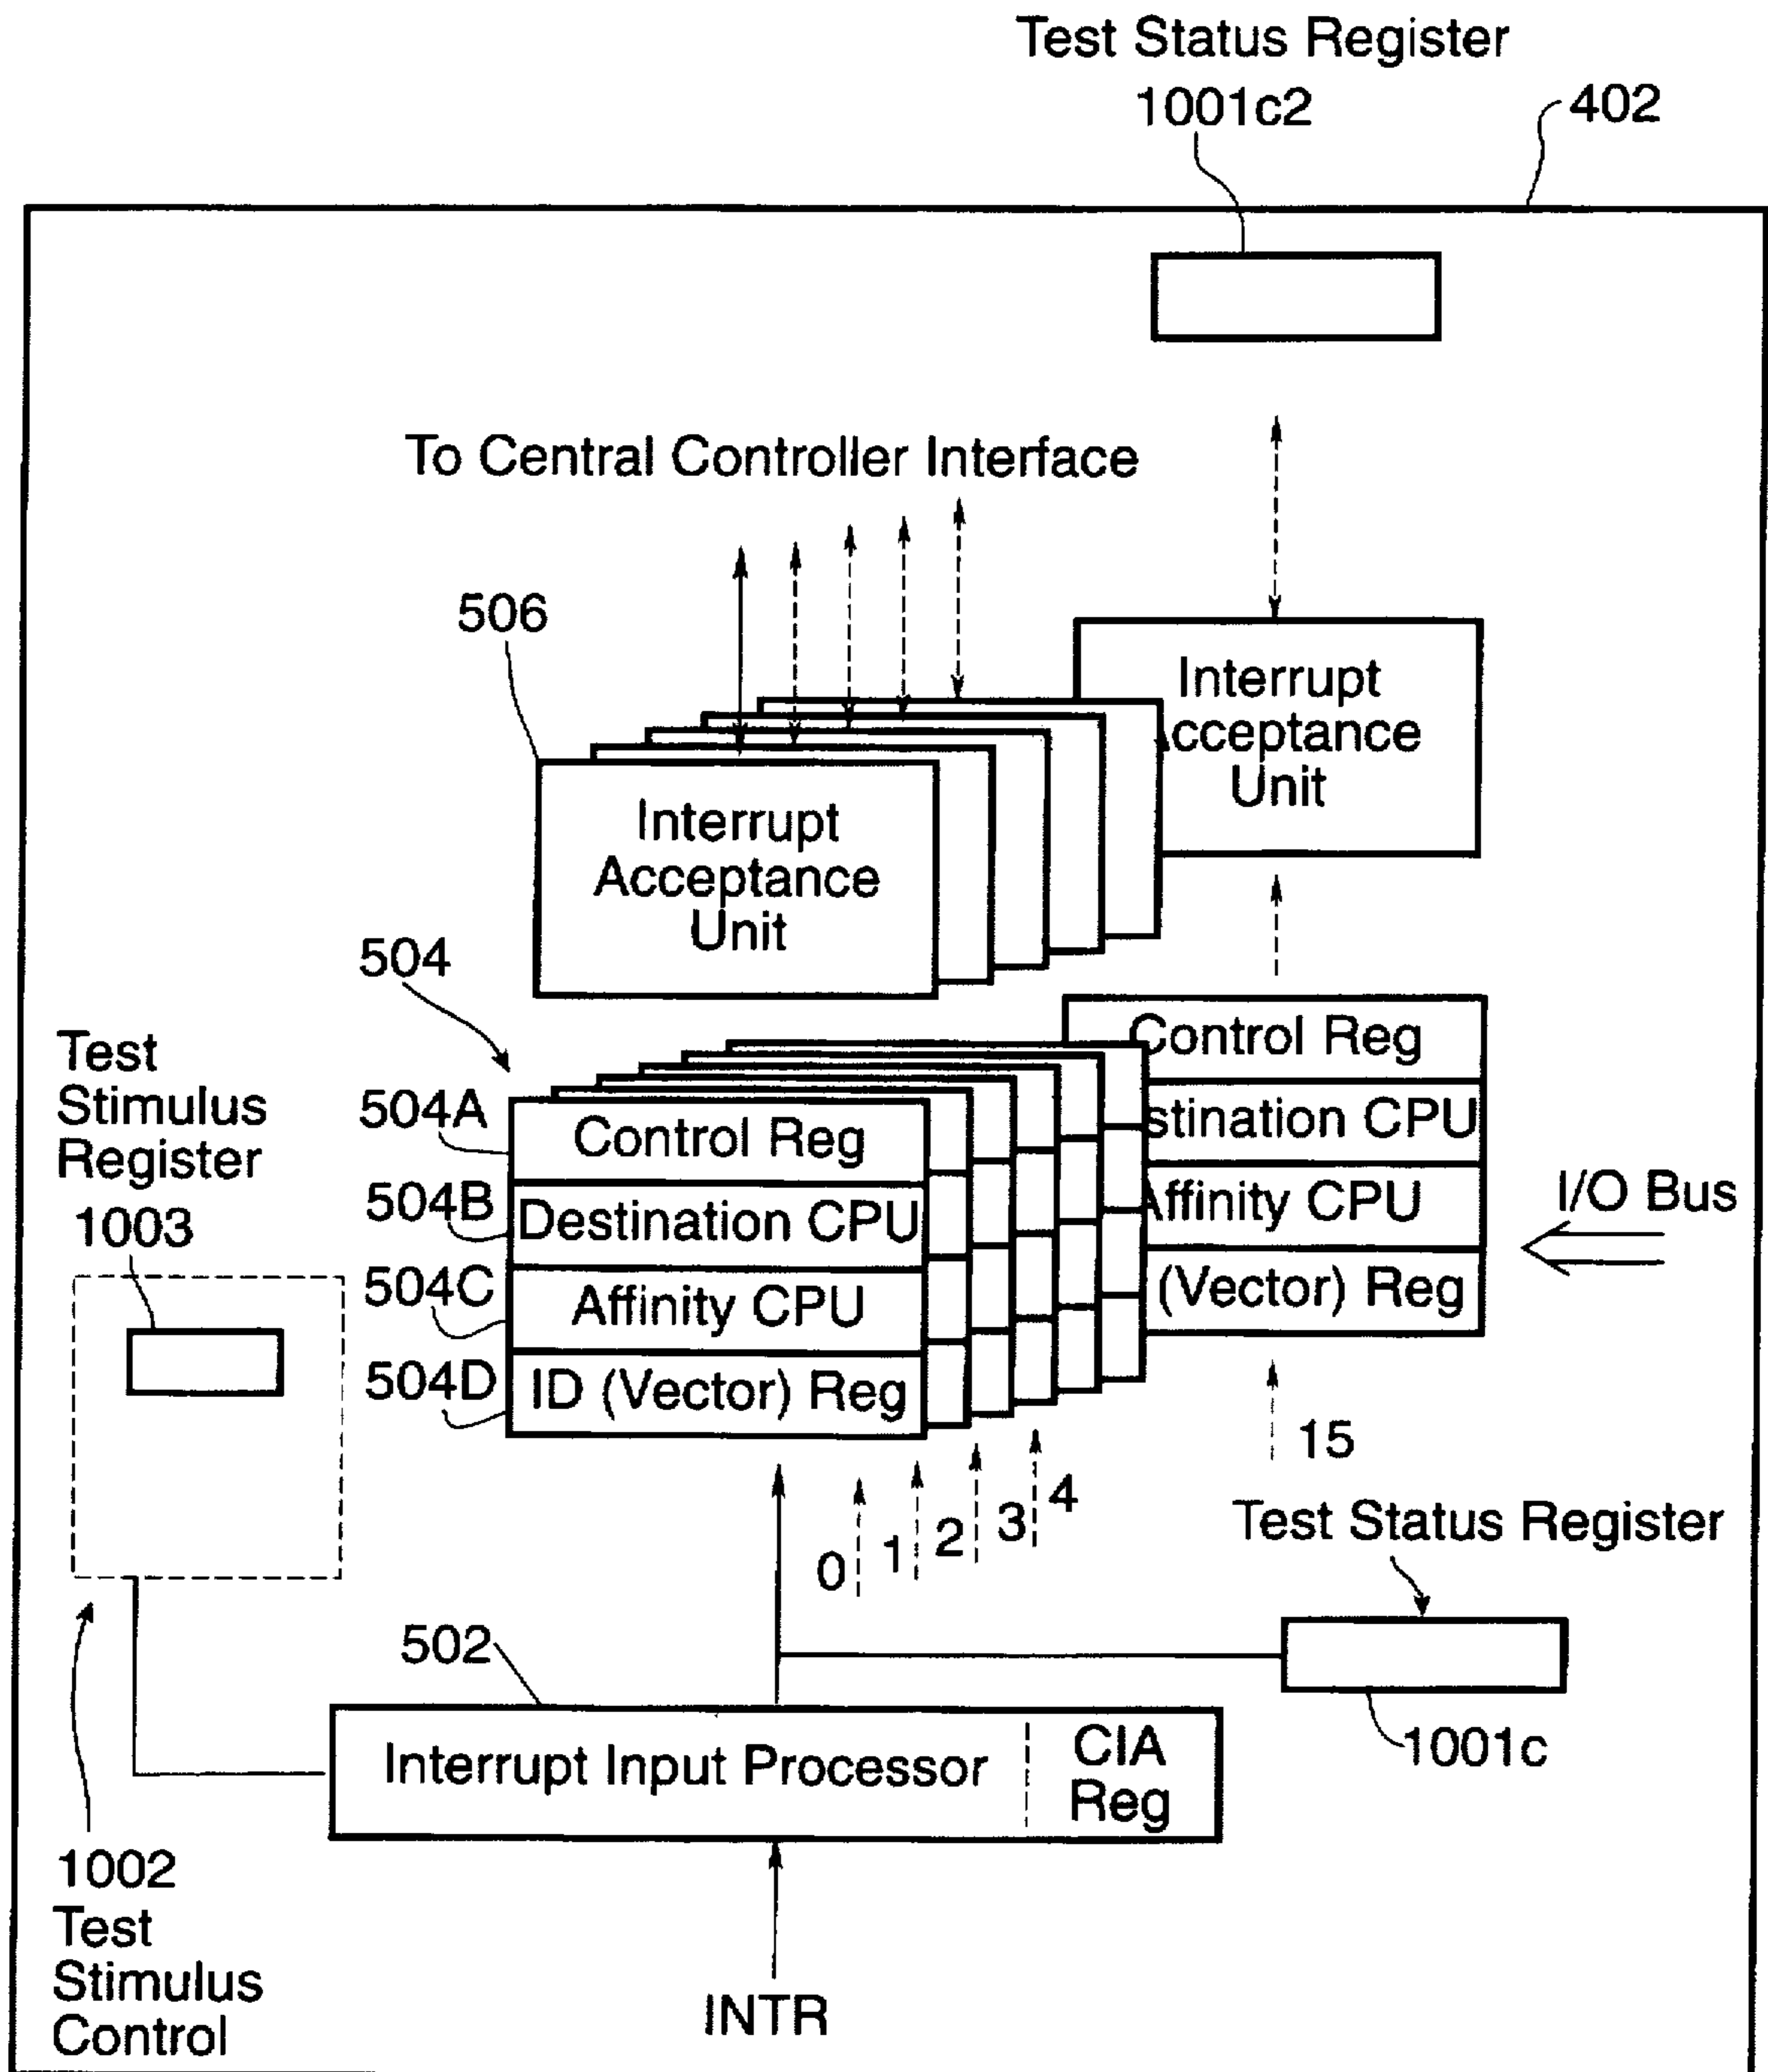 Test Status Register
1001c2
402
To Central Controller Interface
506
Interrupt
Acceptance
Unit
Interrupt
Acceptance
Unit
504
Test
Stimulus
Register
1003
504A
504B
504C
504D
Control Reg
Destination CPU
Affinity CPU
ID (Vector) Reg
Control Reg
stination CPU
Affinity CPU
(Vector) Reg
I/O Bus
0
1
2
3
4
15
Test Status Register
1001c
502
Interrupt Input Processor
CIA
Reg
1002
Test
Stimulus
Control
INTR